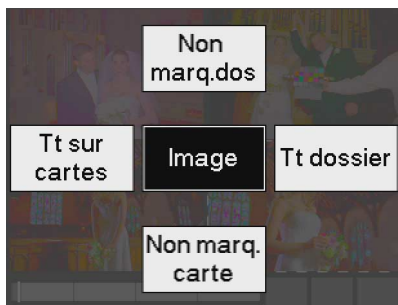 Non
marq.dos
Tt sur
cartes
Image
Tt dossier
Non marq.
carte